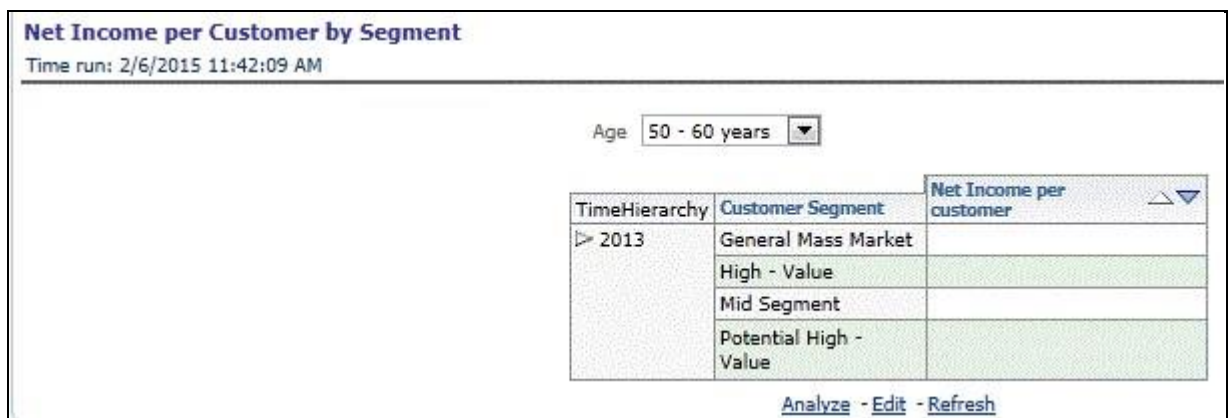 Net Income per Customer by Segment
Time run: 2/6/2015 11:42:09 AM
Age 50 - 60 years
TimeHierarchy Customer Segment Net Income per
customer
2013 General Mass Market
High - Value
Mid Segment
Potential High -
Value
Analyze - Edit - Refresh